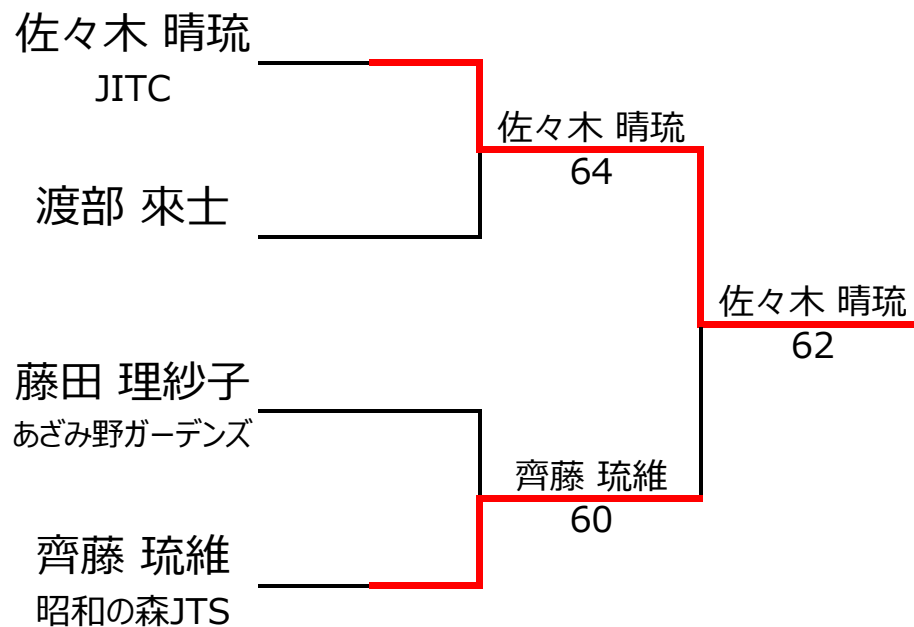 佐々木 晴琉
JITC
渡部 來士
藤田 理紗子
あざみ野ガーデンズ
齊藤 琉維
昭和の森JTS
佐々木 晴琉
64
齊藤 琉維
60
佐々木 晴琉
62